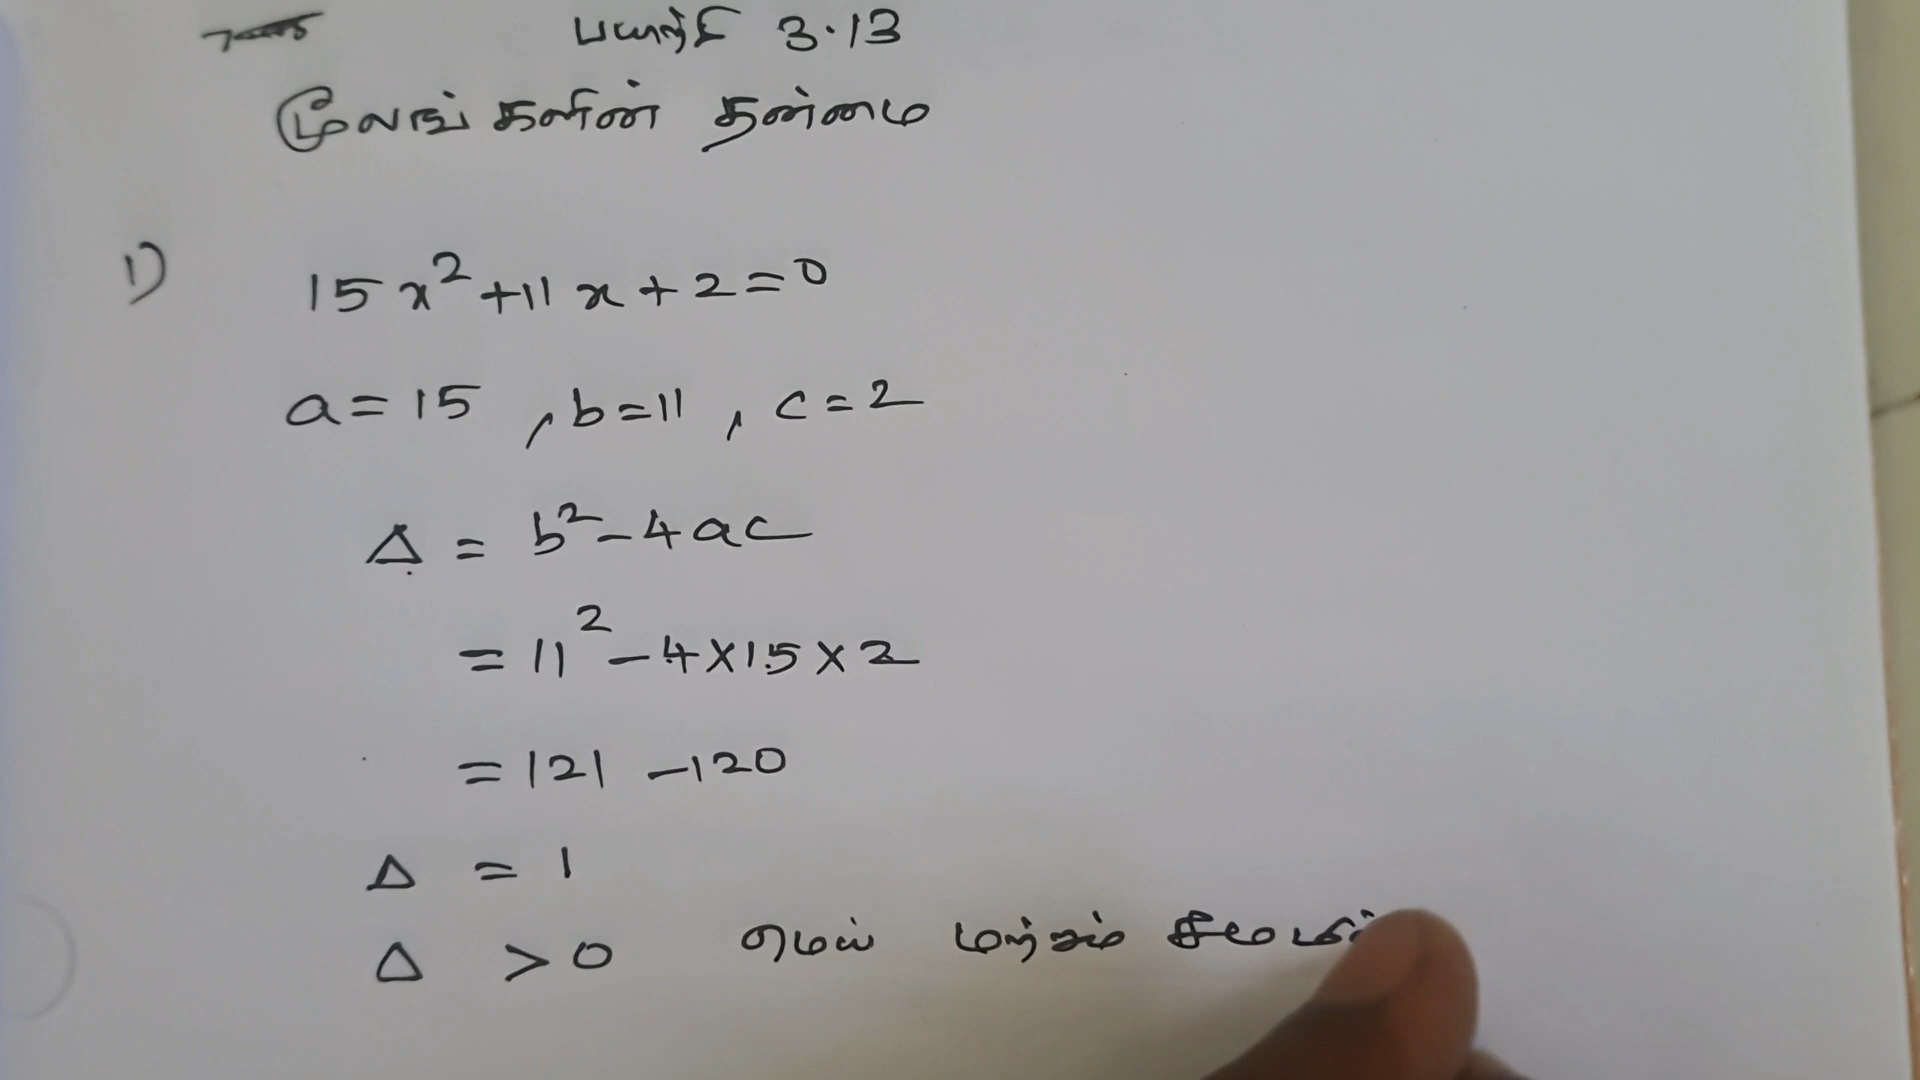 பயிற்சி 3.13
மூலங்களின் தன்மை
1) 15x² + 11x + 2 = 0
a = 15 , b = 11 , c = 2
Δ = b² - 4ac
= 11² - 4 × 15 × 2
= 121 - 120
Δ = 1
Δ > 0 மெய் மற்றும்